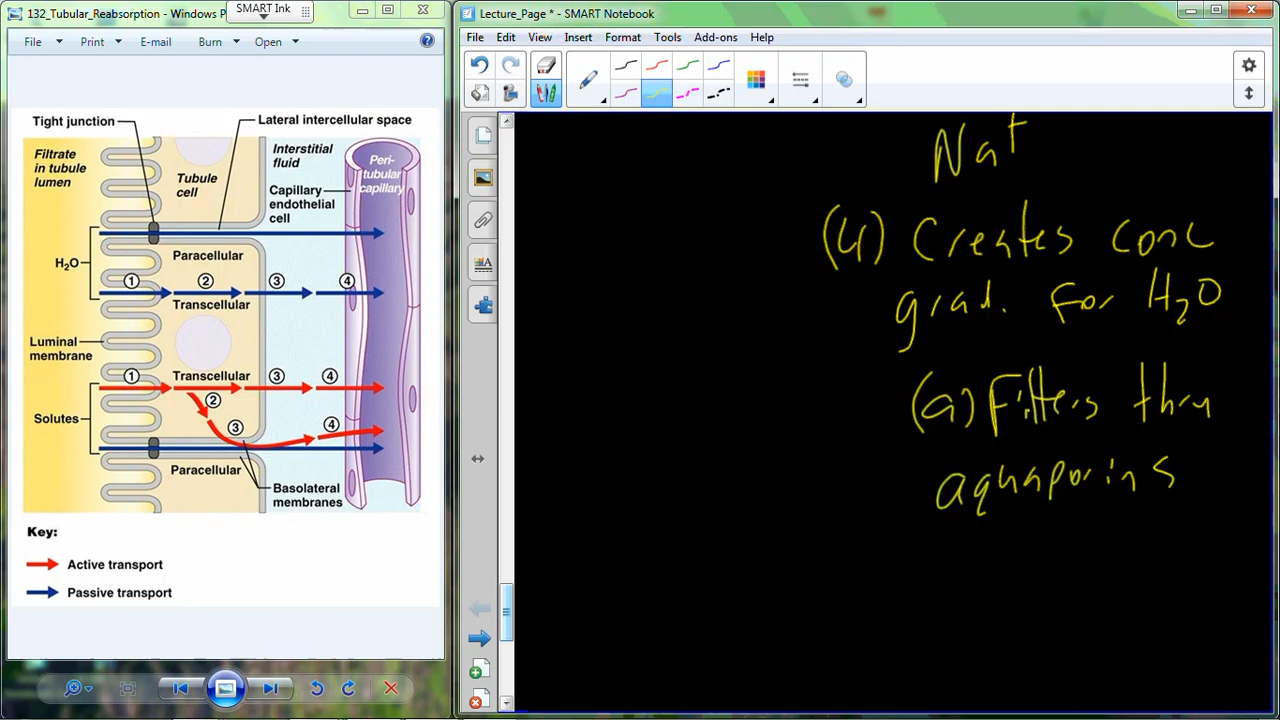 132_Tubular_Reabsorption - Windows P
SMART Ink
File Print E-mail Burn Open
Tight junction
Lateral intercellular space
Filtrate
in tubule
lumen
Tubule
cell
Interstitial
fluid
Peri-
tubular
capillary
Capillary
endothelial
cell
Paracellular
H₂O
1 2 3 4
Transcellular
Luminal
membrane
Transcellular
1 3 4
2
Solutes
3 4
Paracellular
Basolateral
membranes
Key:
Active transport
Passive transport
Lecture_Page * - SMART Notebook
File Edit View Insert Format Tools Add-ons Help
Na+
(4) Creates conc
grad. for H₂O
(a) Filters thru
aquaporins